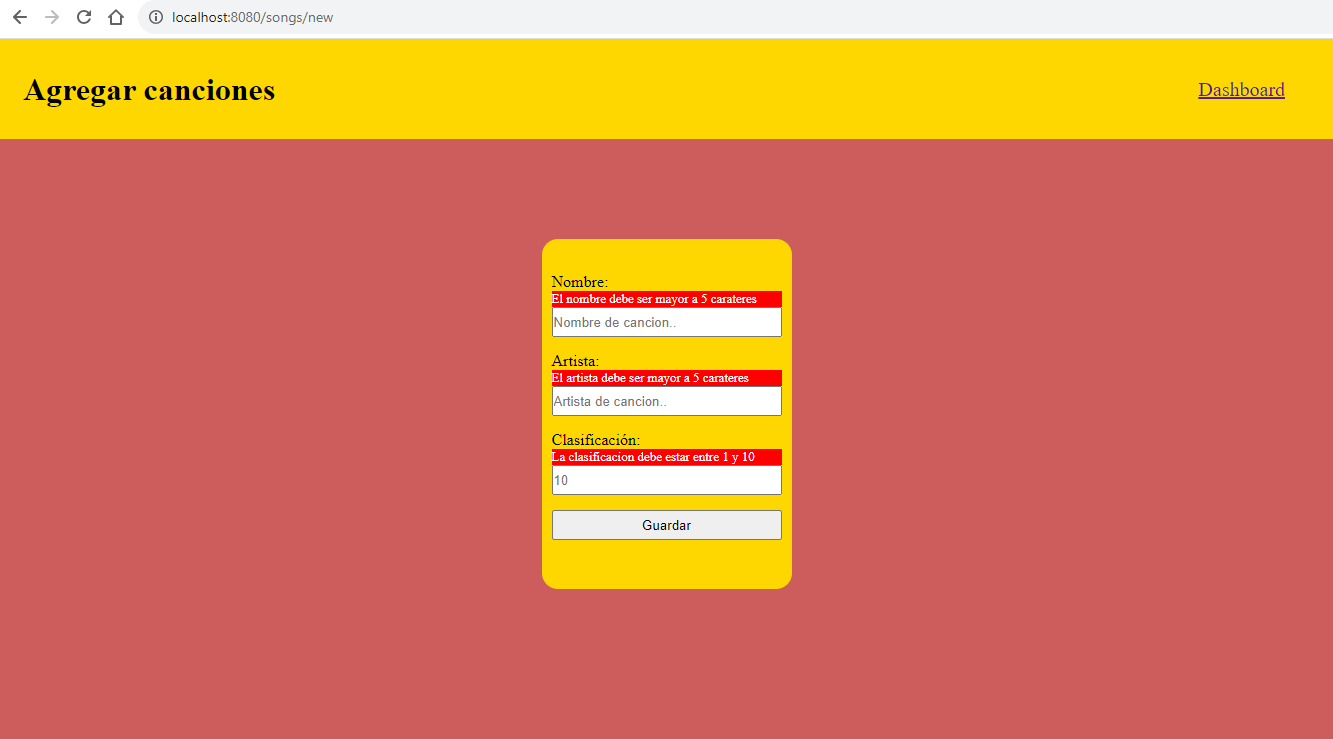 localhost:8080/songs/new
Agregar canciones
Dashboard
Nombre:
El nombre debe ser mayor a 5 carateres
Nombre de cancion..
Artista:
El artista debe ser mayor a 5 carateres
Artista de cancion..
Clasificación:
La clasificacion debe estar entre 1 y 10
10
Guardar